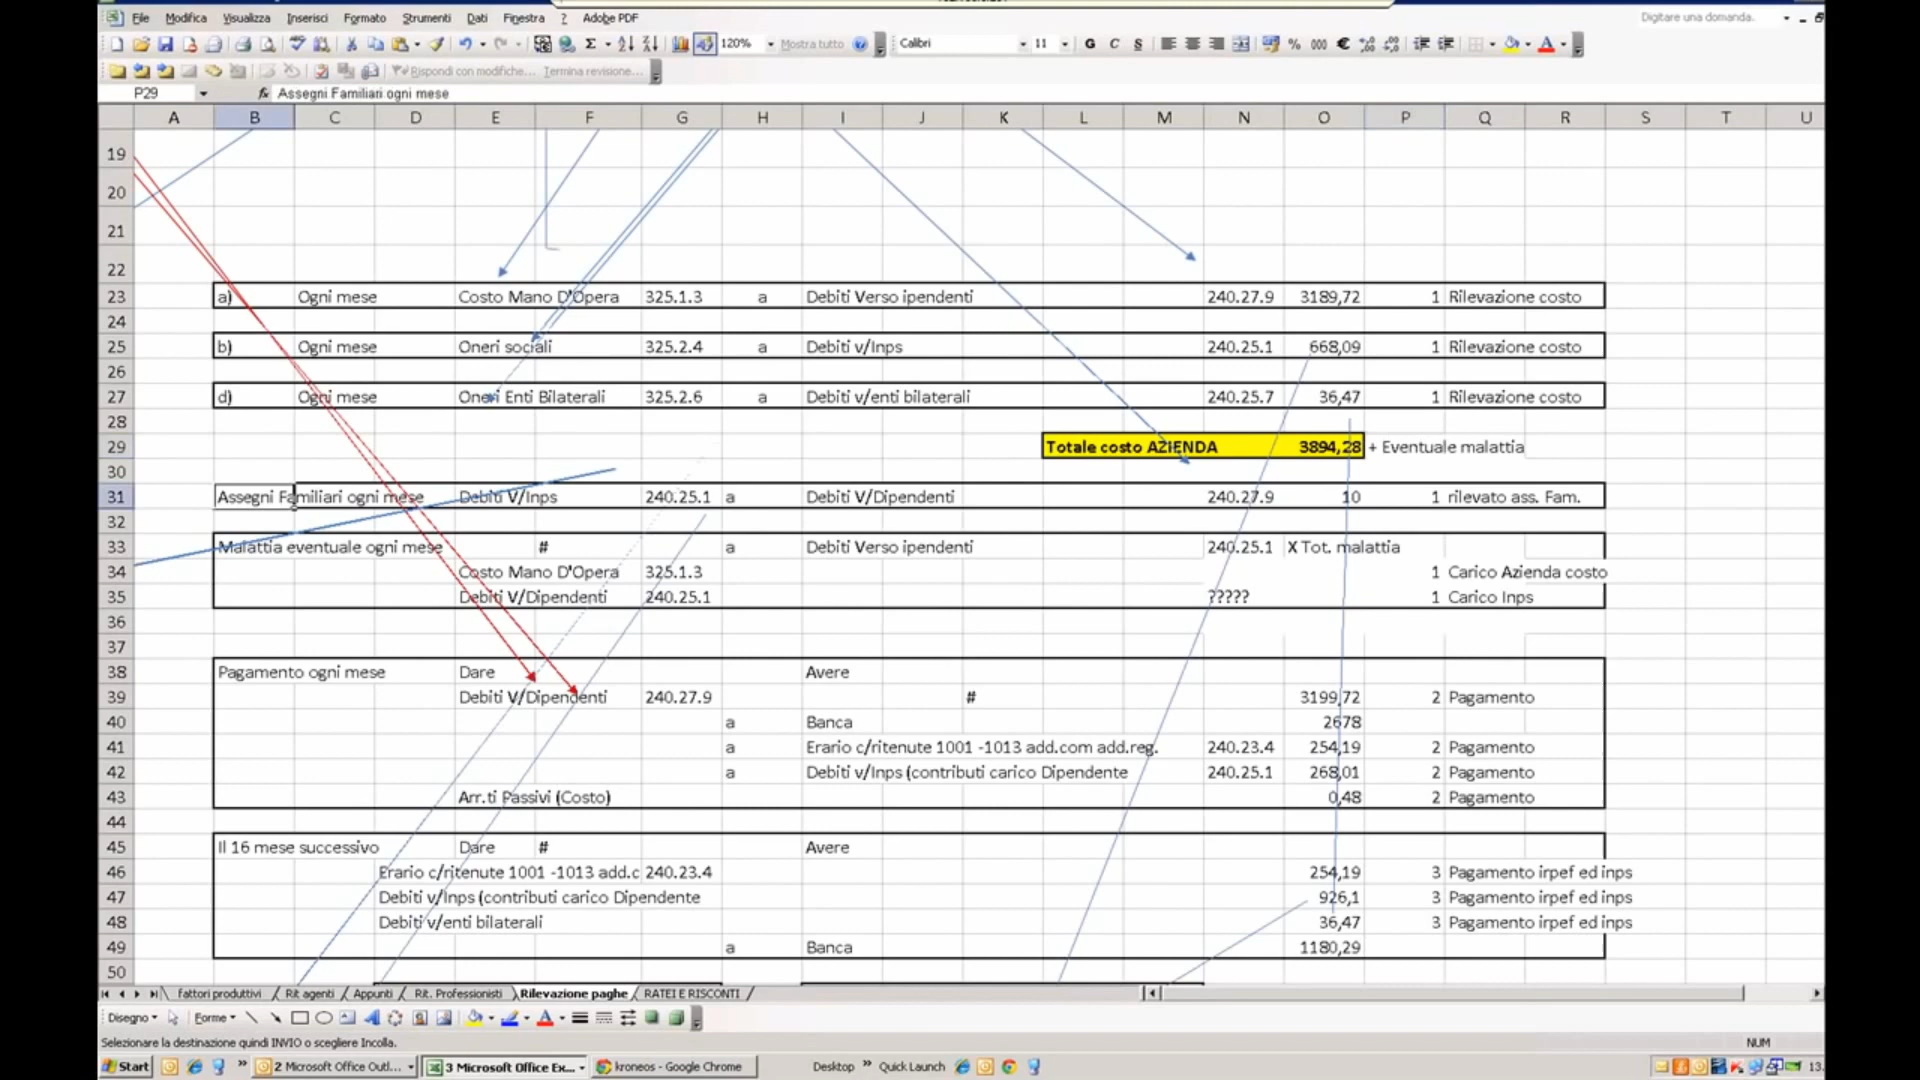 File Modifica Visualizza Inserisci Formato Strumenti Dati Finestra ? Adobe PDF Digitare una domanda.
120% Mostra tutto Calibri 11 G C S % 000 €
Rispondi con modifiche... Termina revisione...
P29 fx Assegni Familiari ogni mese
A B C D E F G H I J K L M N O P Q R S T U
19
20
21
22
23 a) Ogni mese Costo Mano D'Opera 325.1.3 a Debiti Verso ipendenti 240.27.9 3189,72 1 Rilevazione costo
24
25 b) Ogni mese Oneri sociali 325.2.4 a Debiti v/Inps 240.25.1 668,09 1 Rilevazione costo
26
27 d) Ogni mese Oneri Enti Bilaterali 325.2.6 a Debiti v/enti bilaterali 240.25.7 36,47 1 Rilevazione costo
28
29 Totale costo AZIENDA 3894,28 + Eventuale malattia
30
31 Assegni Familiari ogni mese Debiti V/Inps 240.25.1 a Debiti V/Dipendenti 240.27.9 10 1 rilevato ass. Fam.
32
33 Malattia eventuale ogni mese # a Debiti Verso ipendenti 240.25.1 X Tot. malattia
34 Costo Mano D'Opera 325.1.3 1 Carico Azienda costo
35 Debiti V/Dipendenti 240.25.1 ????? 1 Carico Inps
36
37
38 Pagamento ogni mese Dare Avere
39 Debiti V/Dipendenti 240.27.9 # 3199,72 2 Pagamento
40 a Banca 2678
41 a Erario c/ritenute 1001 -1013 add.com add.reg. 240.23.4 254,19 2 Pagamento
42 a Debiti v/Inps (contributi carico Dipendente 240.25.1 268,01 2 Pagamento
43 Arr.ti Passivi (Costo) 0,48 2 Pagamento
44
45 Il 16 mese successivo Dare # Avere
46 Erario c/ritenute 1001 -1013 add.c 240.23.4 254,19 3 Pagamento irpef ed inps
47 Debiti v/Inps (contributi carico Dipendente 926,1 3 Pagamento irpef ed inps
48 Debiti v/enti bilaterali 36,47 3 Pagamento irpef ed inps
49 a Banca 1180,29
50
fattori produttivi Rit agenti Appunti Rit. Professionisti Rilevazione paghe RATEI E RISCONTI
Disegno Forme
Selezionare la destinazione quindi INVIO o scegliere Incolla. NUM
Start 2 Microsoft Office Outl... 3 Microsoft Office Ex... kroneos - Google Chrome Desktop Quick Launch 13.